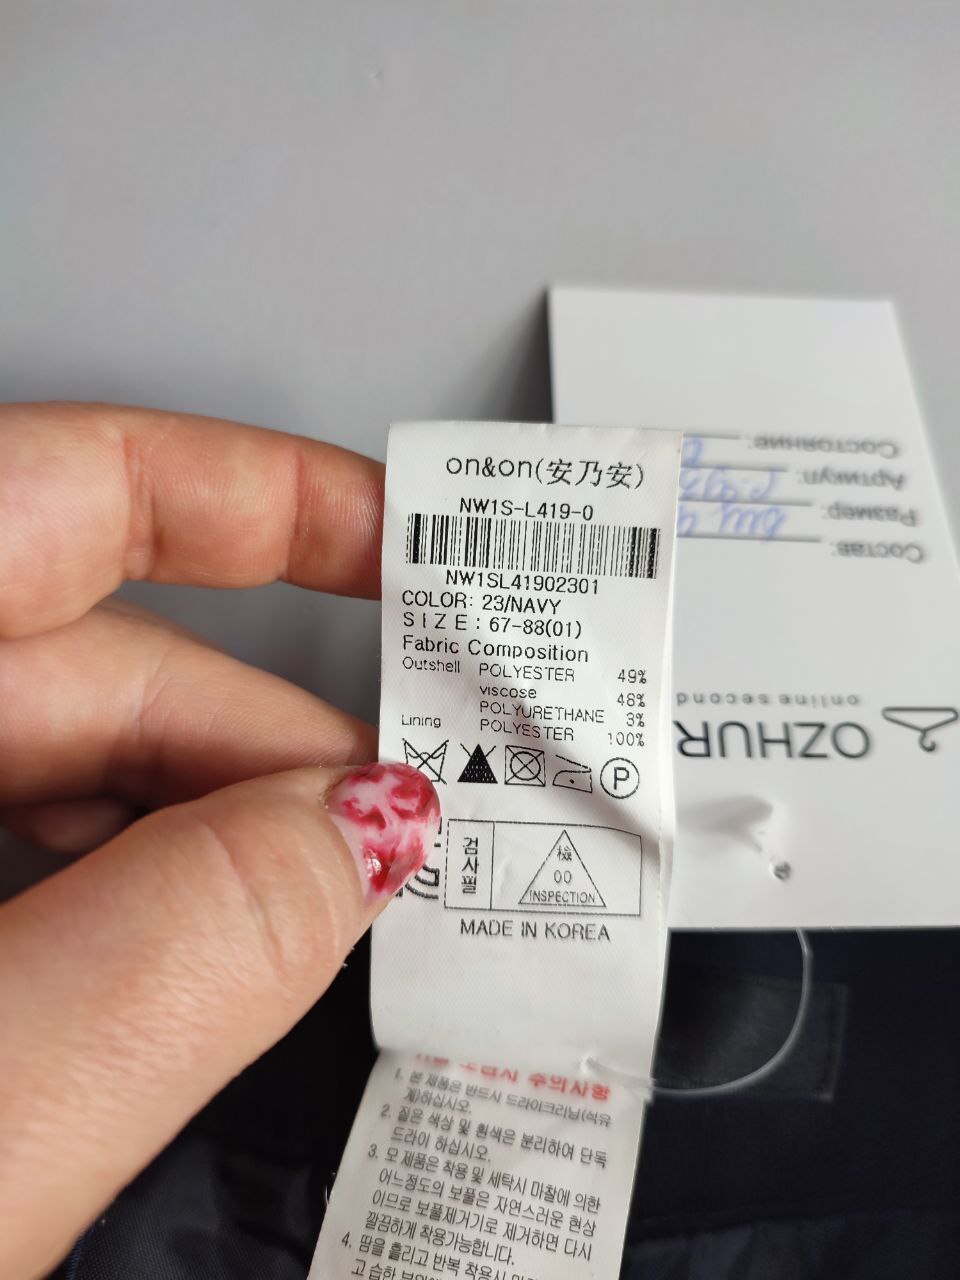 on&on(安乃安)
NW1S-L419-0
NW1SL41902301
COLOR: 23/NAVY
SIZE: 67-88(01)
Fabric Composition
Outshell POLYESTER 49%
viscose 48%
POLYURETHANE 3%
Lining POLYESTER 100%
P
검사필
檢
00
INSPECTION
MADE IN KOREA
주의사항
1. 본 제품은 반드시 드라이크리닝(석유
계)하십시오.
2. 짙은 색상 및 흰색은 분리하여 단독
드라이 하십시오.
3. 모 제품은 착용 및 세탁시 마찰에 의한
어느정도의 보풀은 자연스러운 현상
이므로 보풀제거기로 제거하면 다시
깔끔하게 착용가능합니다.
4. 땀을 흘리고 반복 착용시
고 습한
OZHUR
online second
Состав:
Размер:
Артикул:
Состояние: